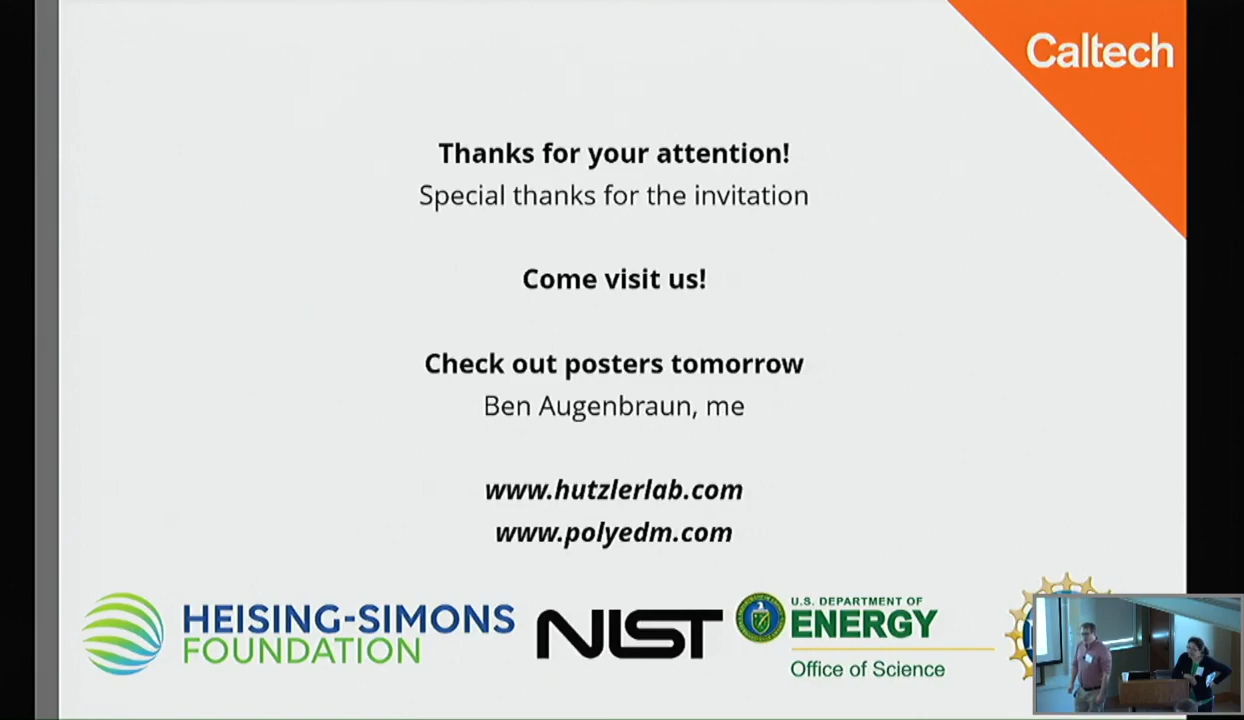 Caltech
Thanks for your attention!
Special thanks for the invitation
Come visit us!
Check out posters tomorrow
Ben Augenbraun, me
www.hutzlerlab.com
www.polyedm.com
HEISING-SIMONS
FOUNDATION
NIST
U.S. DEPARTMENT OF
ENERGY
Office of Science